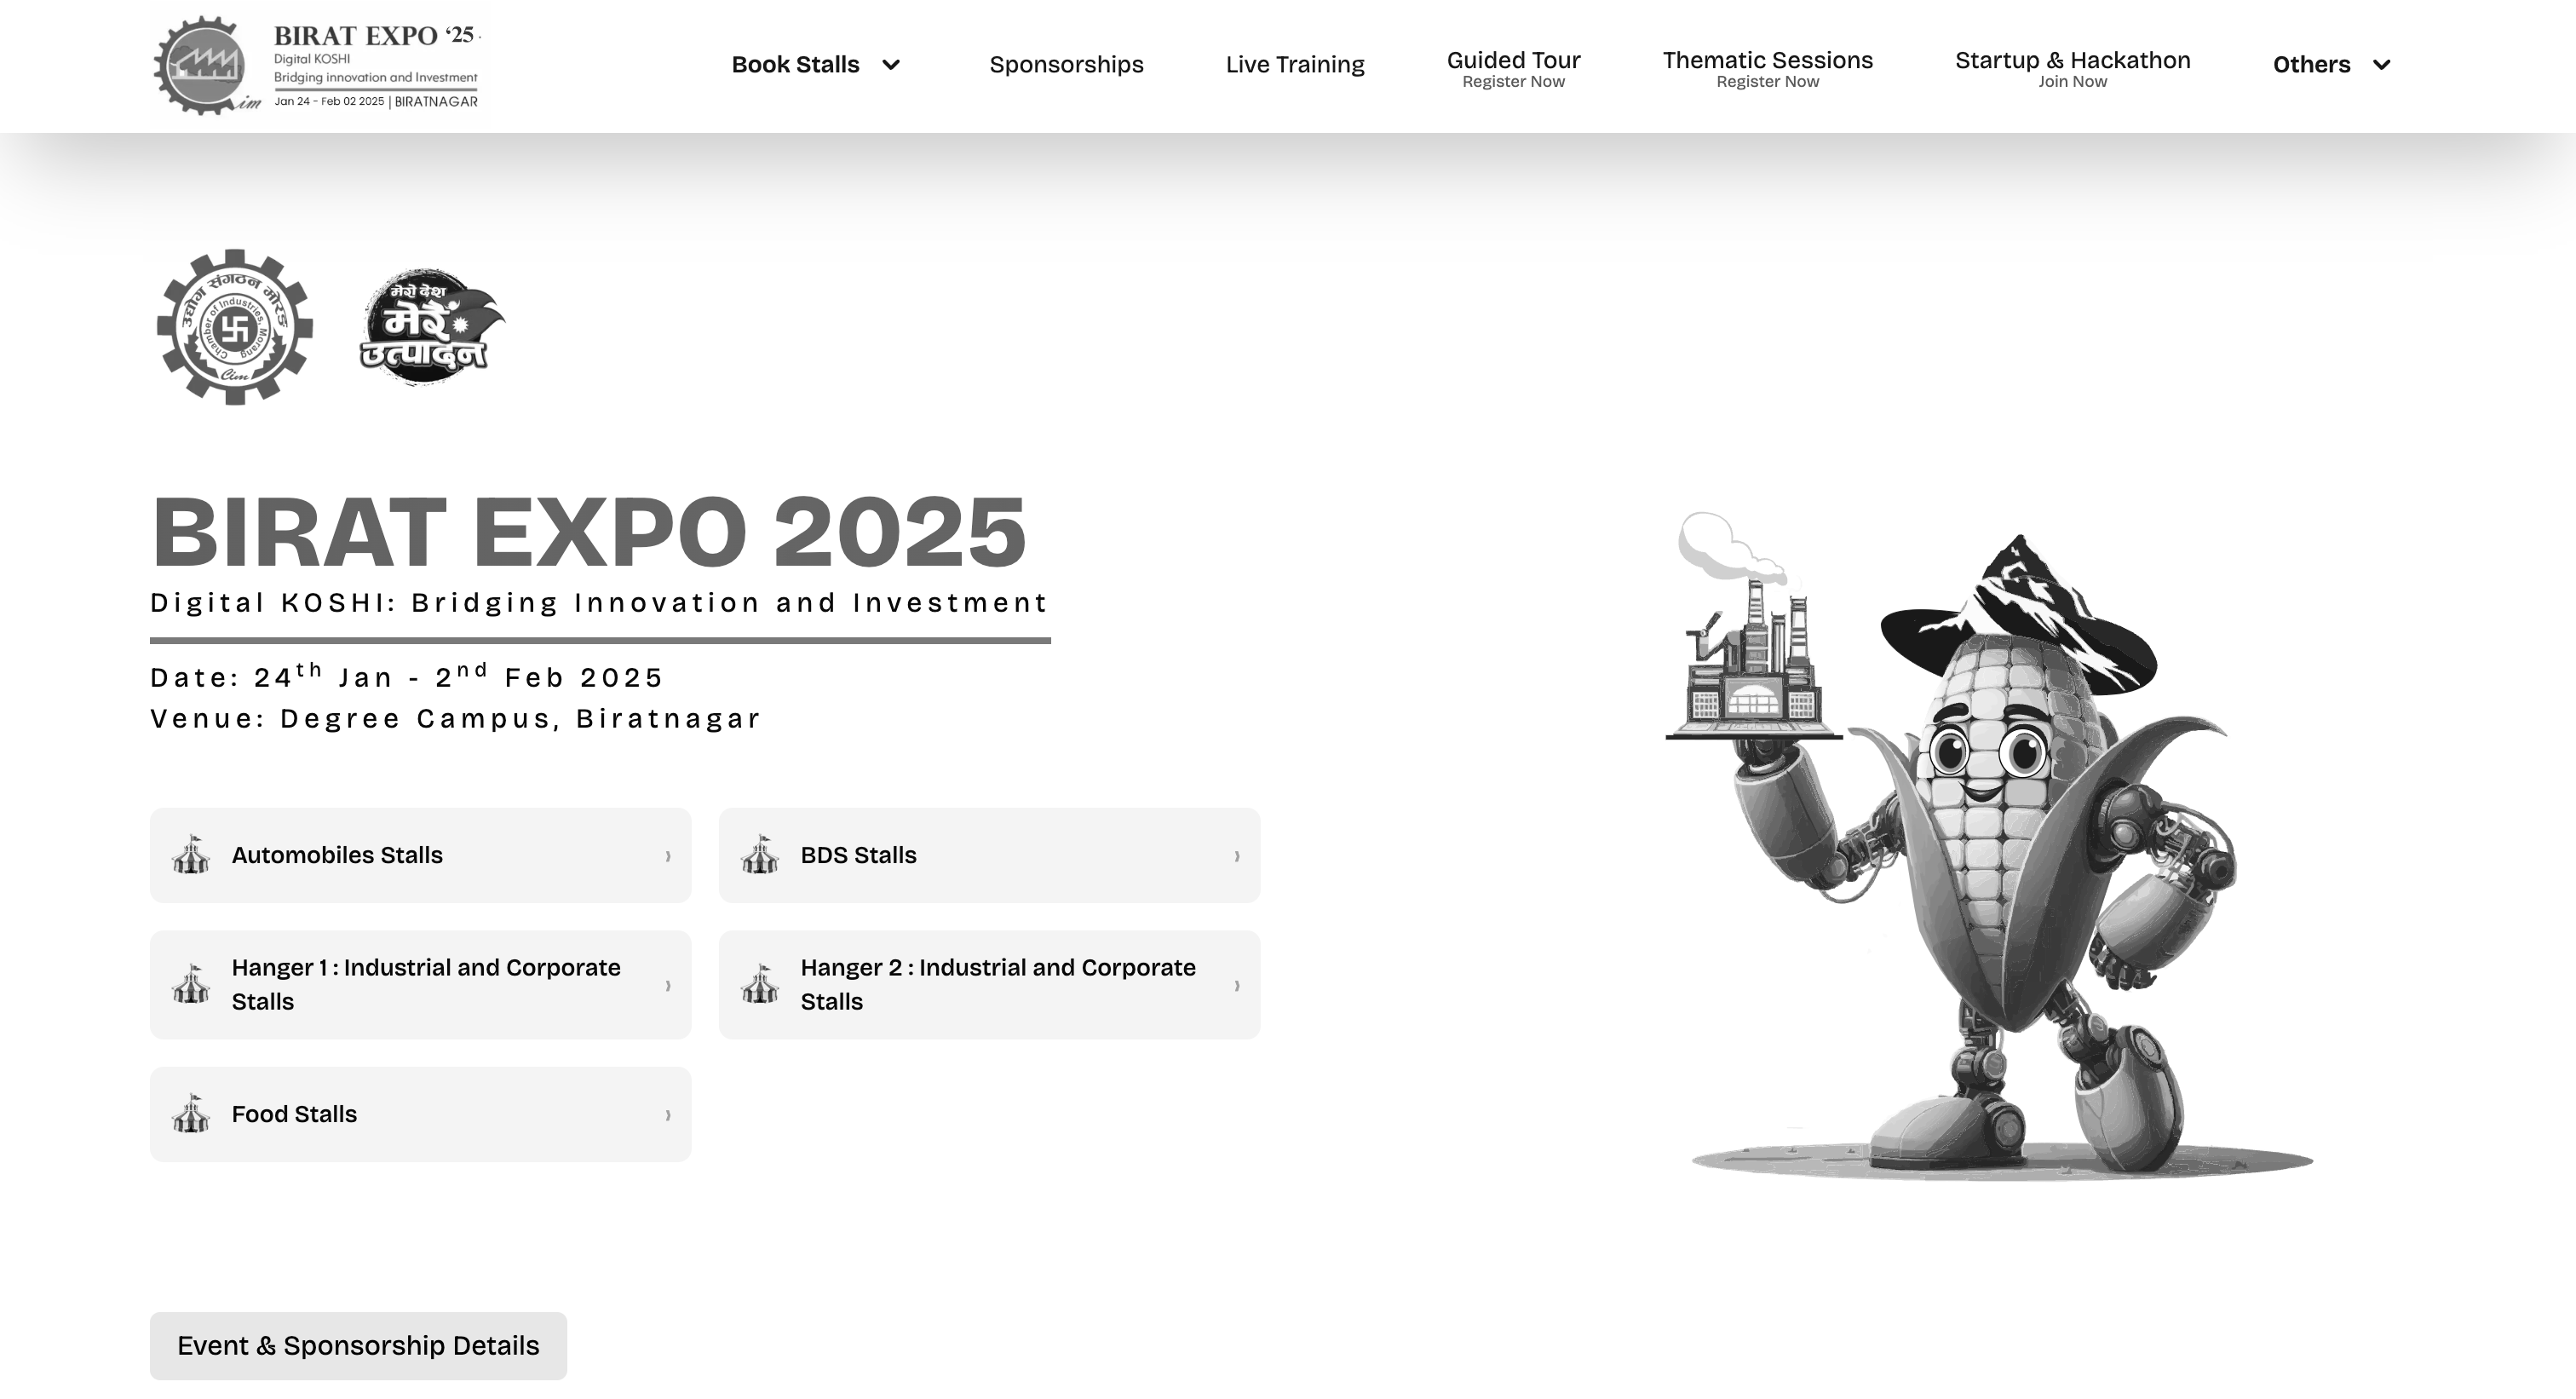 BIRAT EXPO ‘25
Digital KOSHI
Bridging innovation and Investment
Jan 24 - Feb 02 2025 | BIRATNAGAR
im
Book Stalls
Sponsorships
Live Training
Guided Tour
Register Now
Thematic Sessions
Register Now
Startup & Hackathon
Join Now
Others
उद्योग संगठन मोरङ
Chamber of Industries, Morang
Cim
मेरो देश
मेरै
उत्पादन
BIRAT EXPO 2025
Digital KOSHI: Bridging Innovation and Investment
Date: 24th Jan - 2nd Feb 2025
Venue: Degree Campus, Biratnagar
Automobiles Stalls
BDS Stalls
Hanger 1 : Industrial and Corporate
Stalls
Hanger 2 : Industrial and Corporate
Stalls
Food Stalls
Event & Sponsorship Details